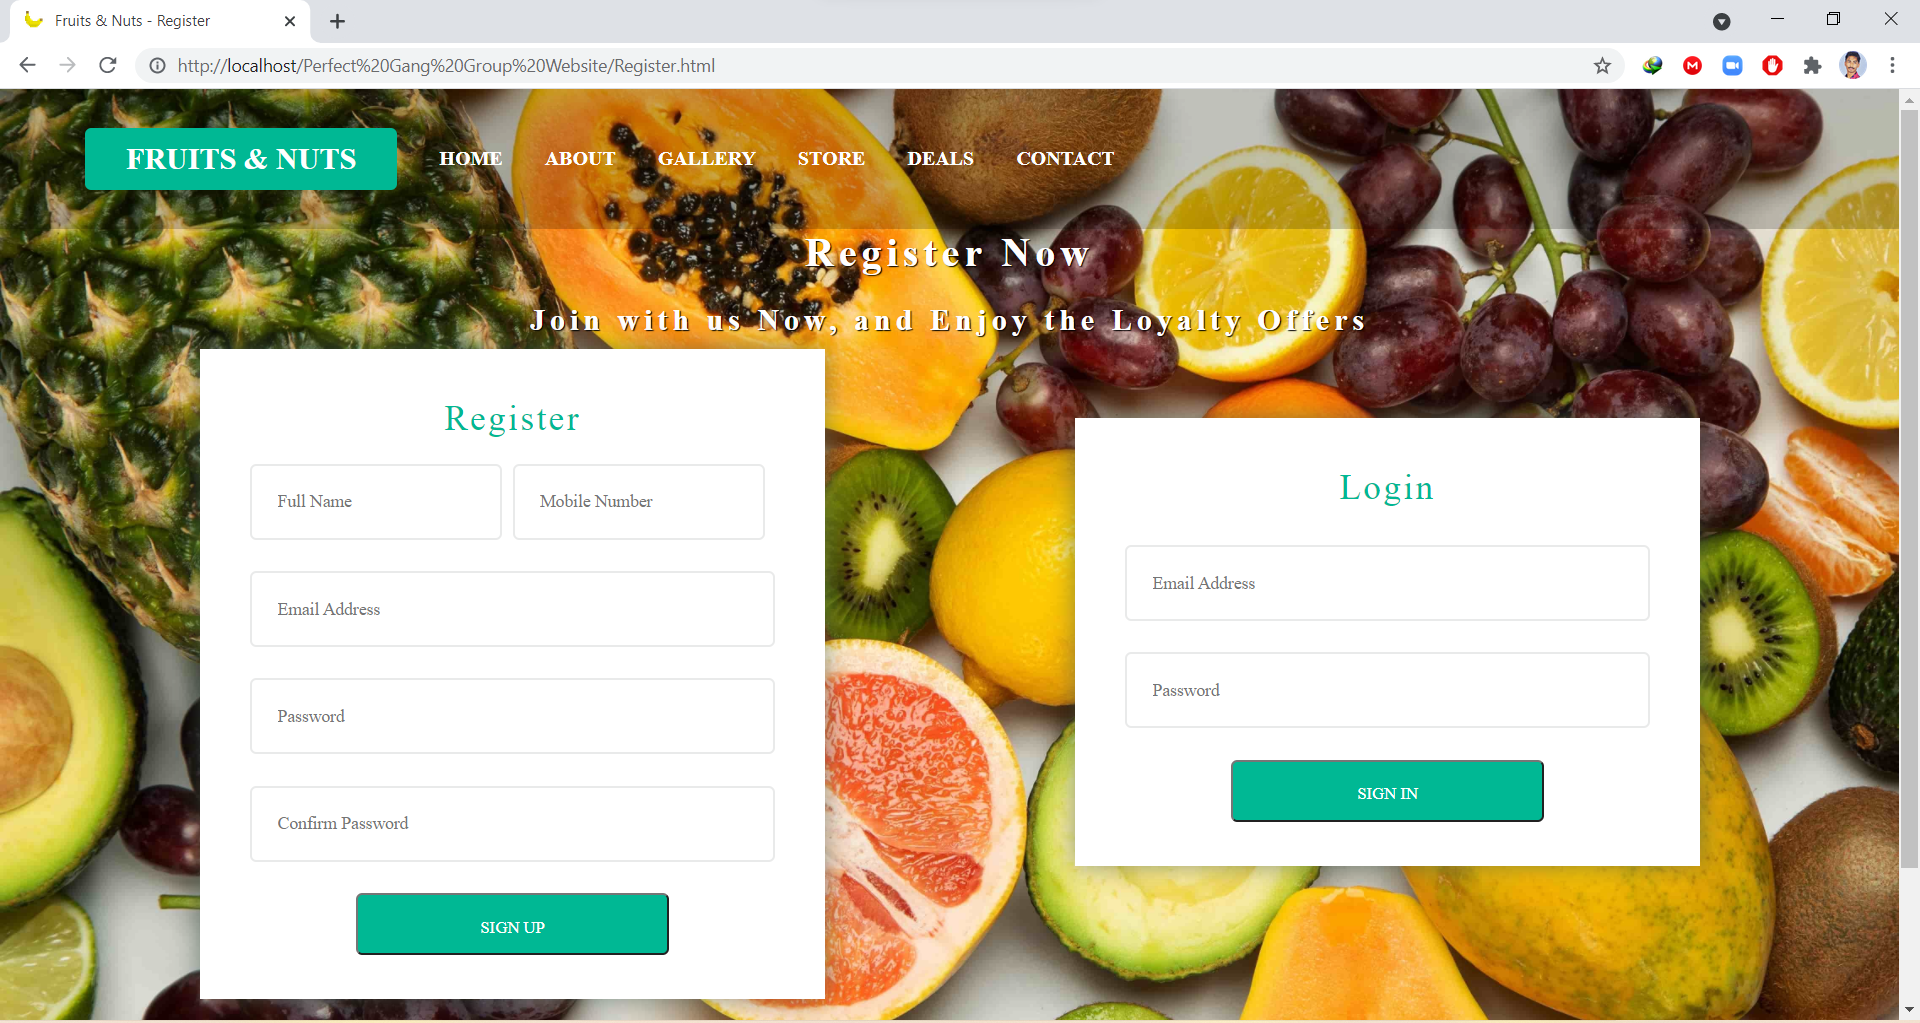 Fruits & Nuts - Register
http://localhost/Perfect%20Gang%20Group%20Website/Register.html
FRUITS & NUTS HOME ABOUT GALLERY STORE DEALS CONTACT
Register Now
Join with us Now, and Enjoy the Loyalty Offers
Register
Full Name Mobile Number
Email Address
Password
Confirm Password
SIGN UP
Login
Email Address
Password
SIGN IN